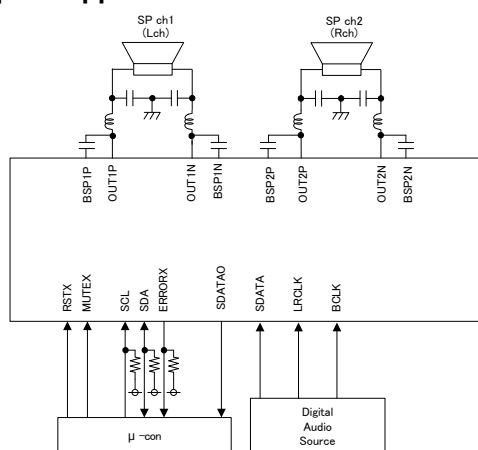 SP ch1
(Lch)
SP ch2
(Rch)
BSP1P
OUT1P
OUT1N
BSP1N
BSP2P
OUT2P
OUT2N
BSP2N
RSTX
MUTEX
SCL
SDA
ERRORX
SDATAO
SDATA
LRCLK
BCLK
μ-con
Digital
Audio
Source